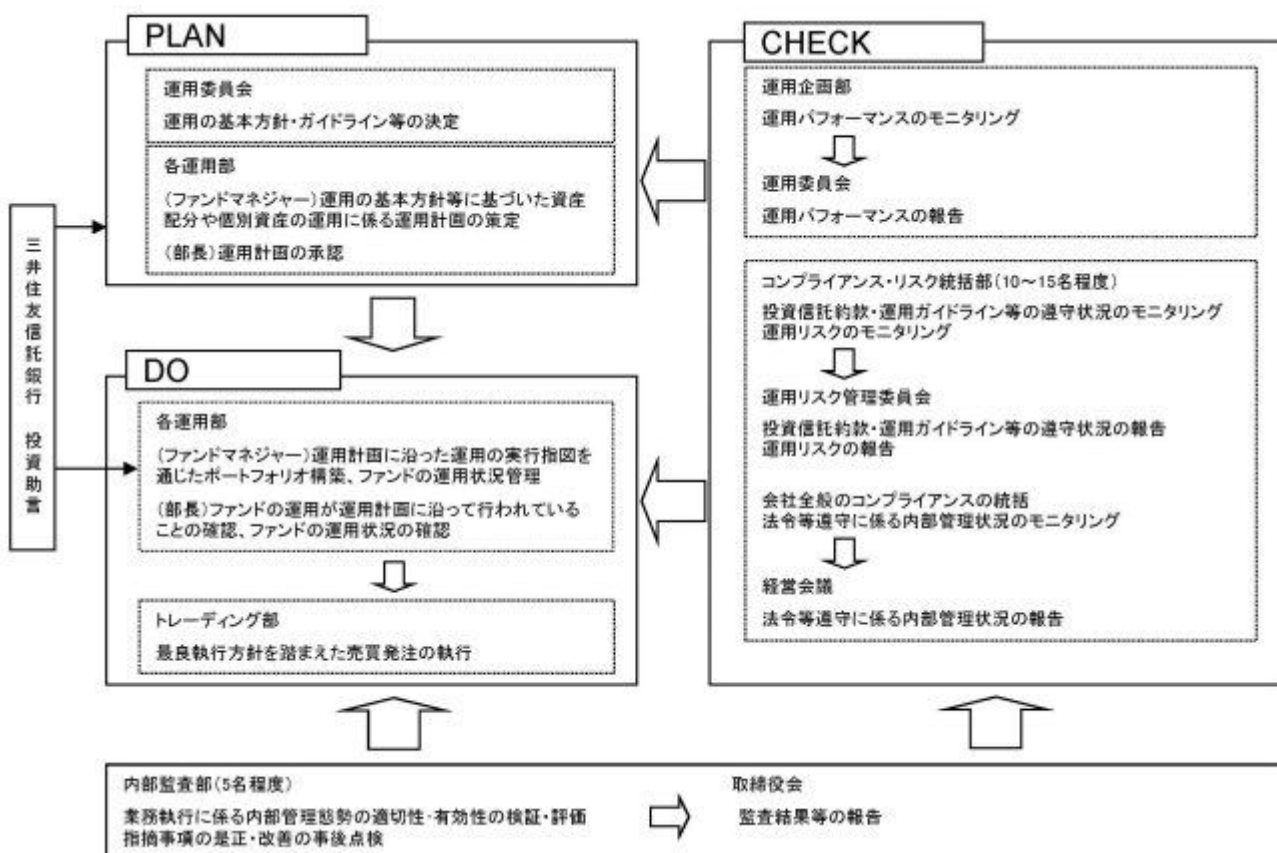 PLAN
運用委員会
運用の基本方針・ガイドライン等の決定
各運用部
(ファンドマネジャー)運用の基本方針等に基づいた資産
配分や個別資産の運用に係る運用計画の策定
(部長)運用計画の承認
三井住友信託銀行 投資助言
DO
各運用部
(ファンドマネジャー)運用計画に沿った運用の実行指図を
通じたポートフォリオ構築、ファンドの運用状況管理
(部長)ファンドの運用が運用計画に沿って行われている
ことの確認、ファンドの運用状況の確認
トレーディング部
最良執行方針を踏まえた売買発注の執行
CHECK
運用企画部
運用パフォーマンスのモニタリング
運用委員会
運用パフォーマンスの報告
コンプライアンス・リスク統括部(10~15名程度)
投資信託約款・運用ガイドライン等の遵守状況のモニタリング
運用リスクのモニタリング
運用リスク管理委員会
投資信託約款・運用ガイドライン等の遵守状況の報告
運用リスクの報告
会社全般のコンプライアンスの統括
法令等遵守に係る内部管理状況のモニタリング
経営会議
法令等遵守に係る内部管理状況の報告
内部監査部(5名程度)
業務執行に係る内部管理態勢の適切性・有効性の検証・評価
指摘事項の是正・改善の事後点検
取締役会
監査結果等の報告